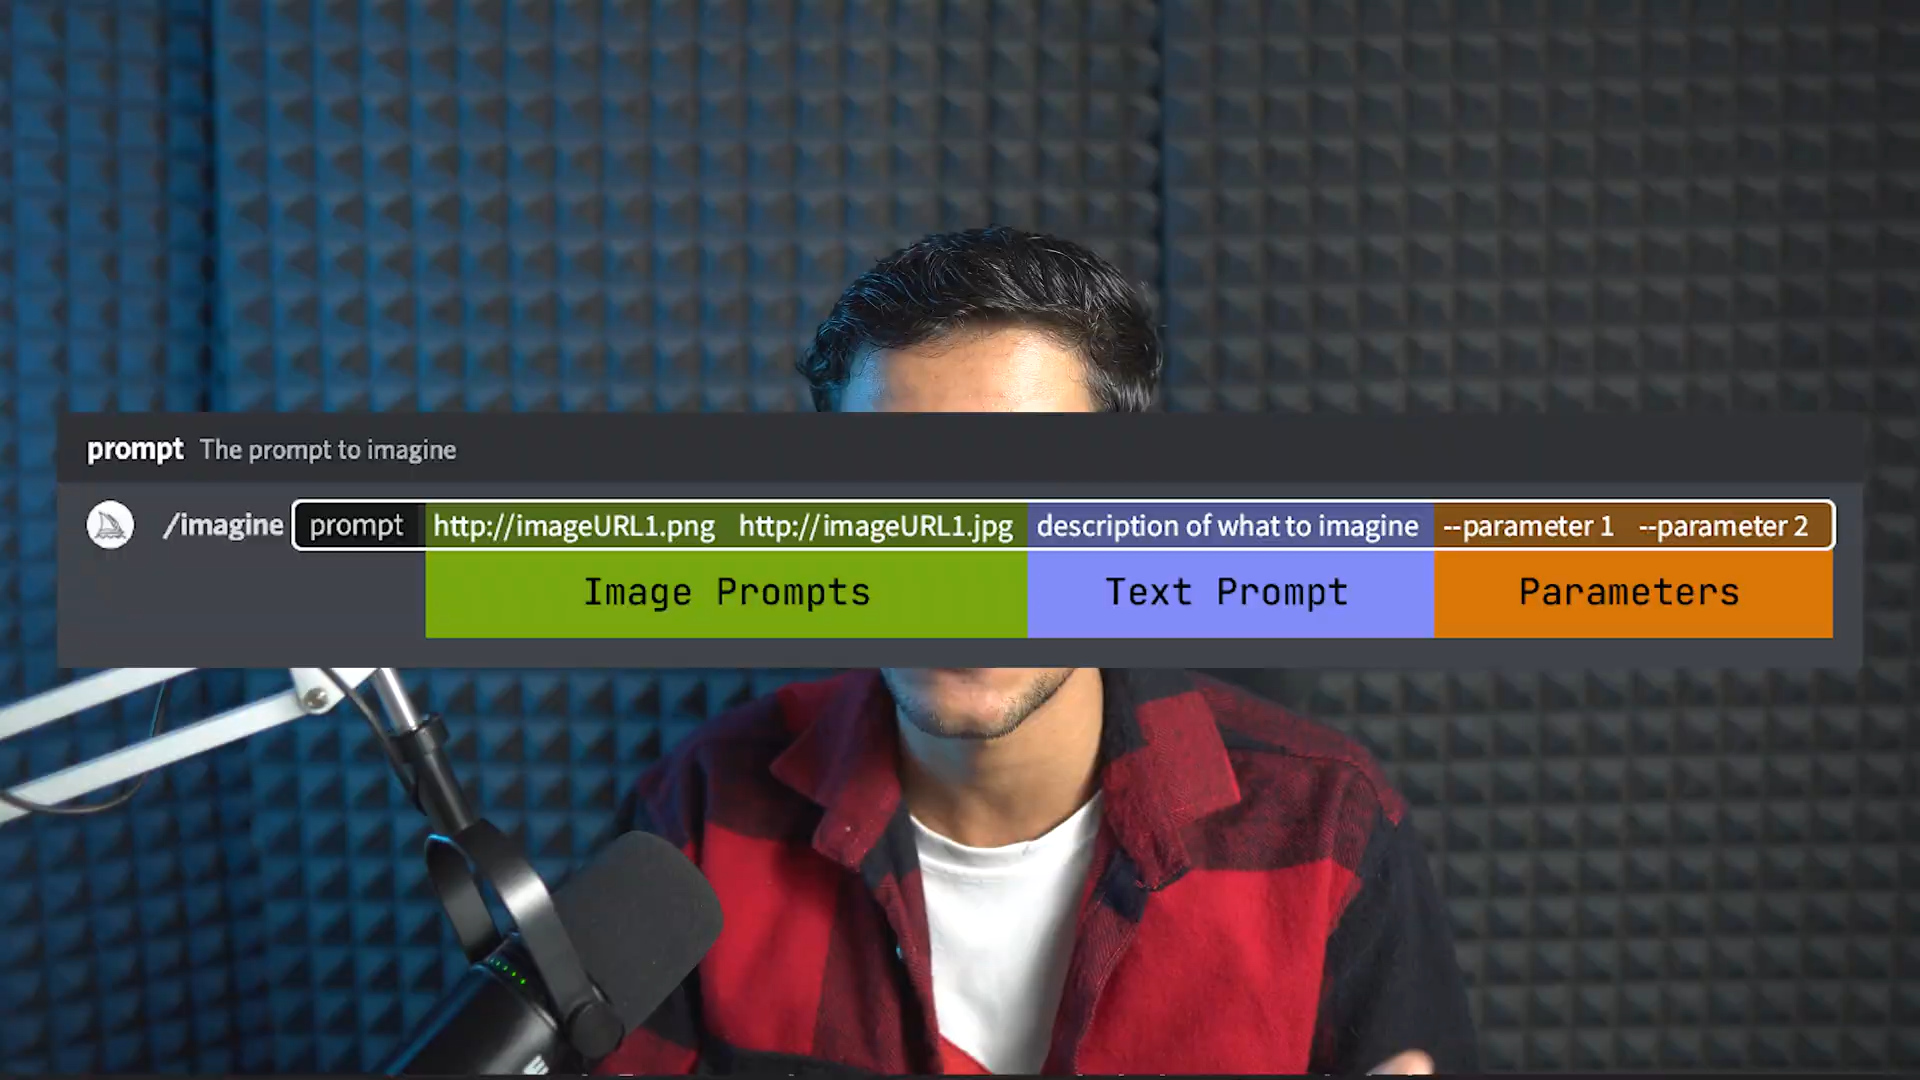 prompt The prompt to imagine
/imagine prompt http://imageURL1.png http://imageURL1.jpg description of what to imagine --parameter 1 --parameter 2
Image Prompts Text Prompt Parameters